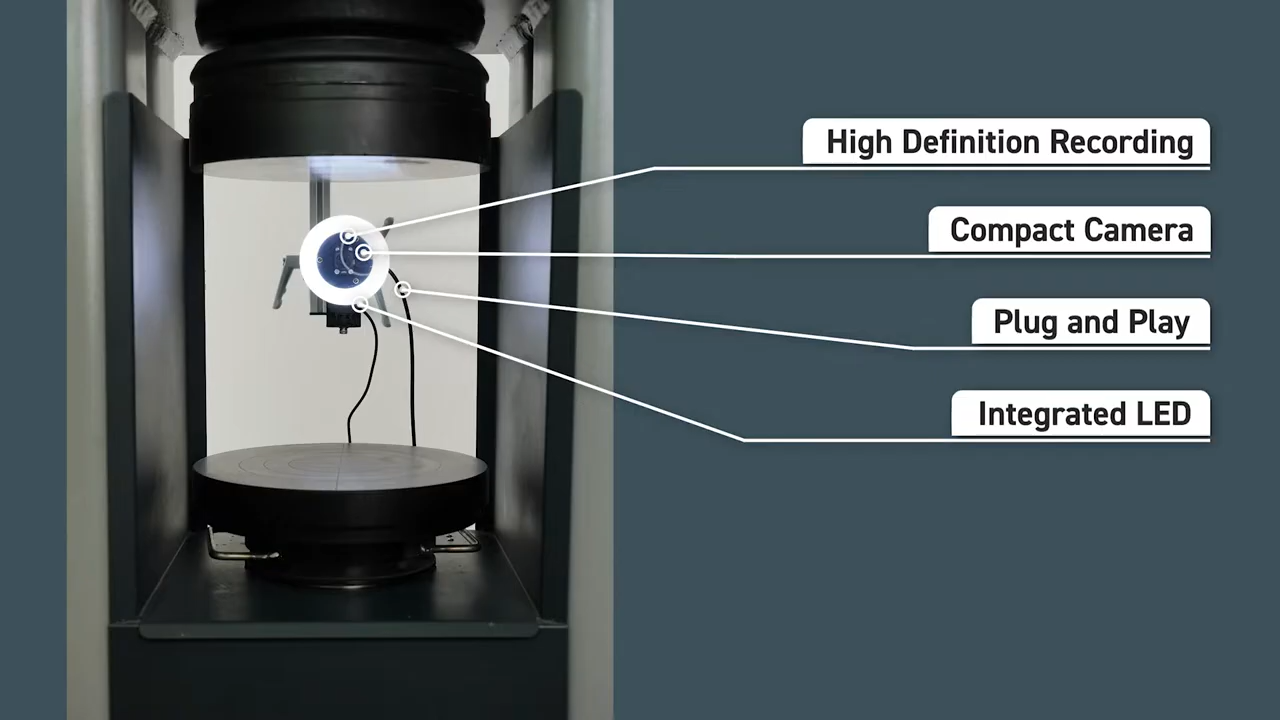 High Definition Recording
Compact Camera
Plug and Play
Integrated LED